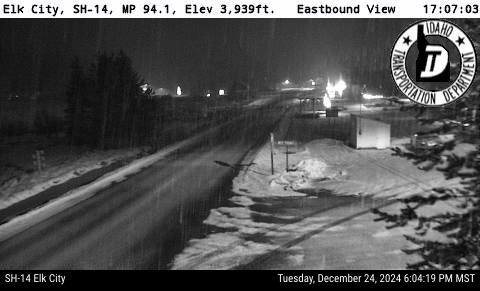 Elk City, SH-14, MP 94.1, Elev 3,939ft. Eastbound View 17:07:03
IDAHO
TRANSPORTATION DEPARTMENT
SH-14 Elk City Tuesday, December 24, 2024 6:04:19 PM MST